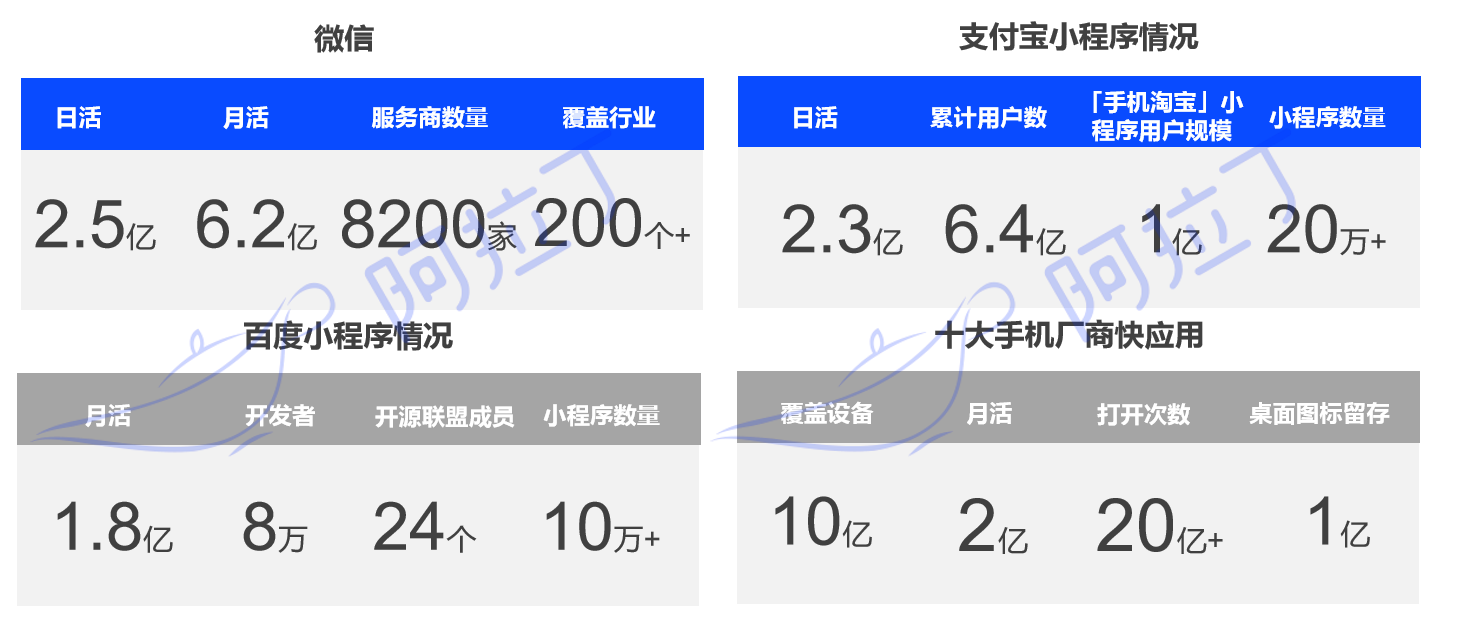 微信
日活 月活 服务商数量 覆盖行业
2.5亿 6.2亿 8200家 200个+
支付宝小程序情况
日活 累计用户数 「手机淘宝」小程序用户规模 小程序数量
2.3亿 6.4亿 1亿 20万+
百度小程序情况
月活 开发者 开源联盟成员 小程序数量
1.8亿 8万 24个 10万+
十大手机厂商快应用
覆盖设备 月活 打开次数 桌面图标留存
10亿 2亿 20亿+ 1亿
阿拉丁
阿拉丁